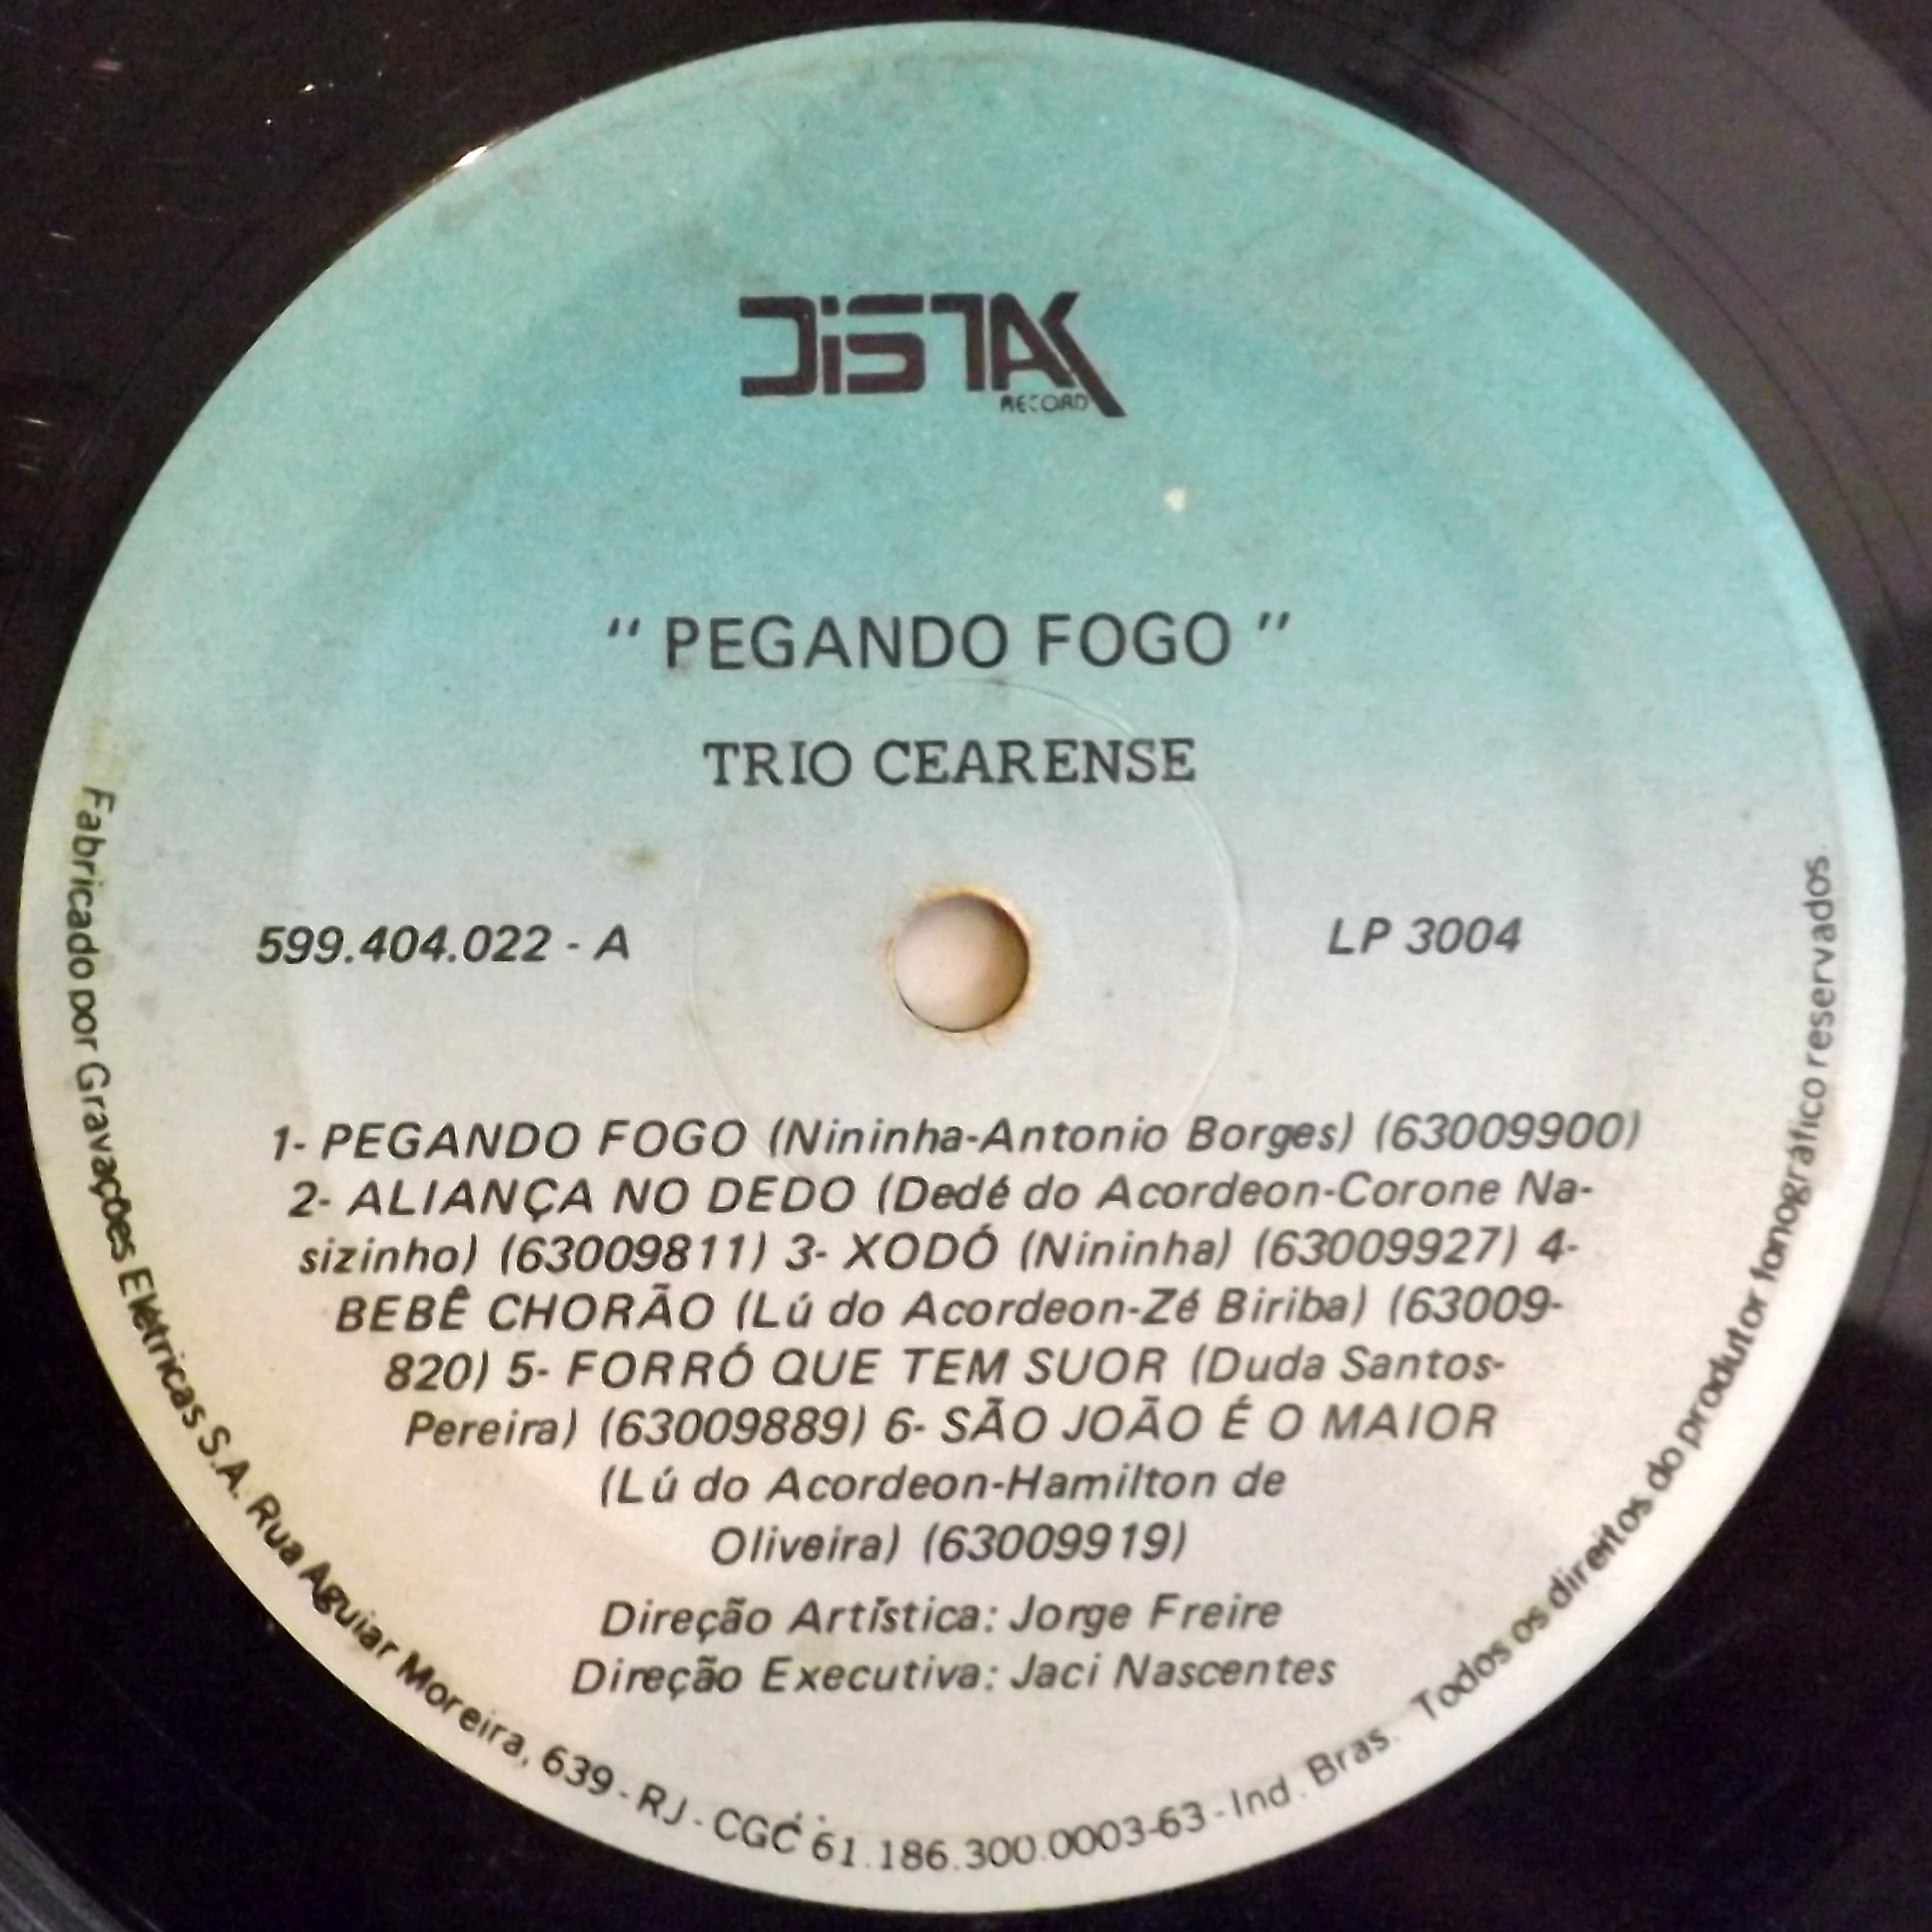 DiSTAK
RECORD
" PEGANDO FOGO "
TRIO CEARENSE
599.404.022 - A
LP 3004
1- PEGANDO FOGO (Nininha-Antonio Borges) (63009900)
2- ALIANÇA NO DEDO (Dedé do Acordeon-Corone Na-
sizinho) (63009811) 3- XODÓ (Nininha) (63009927) 4-
BEBÊ CHORÃO (Lú do Acordeon-Zé Biriba) (63009-
820) 5- FORRÓ QUE TEM SUOR (Duda Santos-
Pereira) (63009889) 6- SÃO JOÃO É O MAIOR
(Lú do Acordeon-Hamilton de
Oliveira) (63009919)
Direção Artística: Jorge Freire
Direção Executiva: Jaci Nascentes
Fabricado por Gravações Elétricas S.A. Rua Aguiar Moreira, 639 - RJ - CGC 61.186.300.0003-63 - Ind. Bras. Todos os direitos do produtor fonográfico reservados.